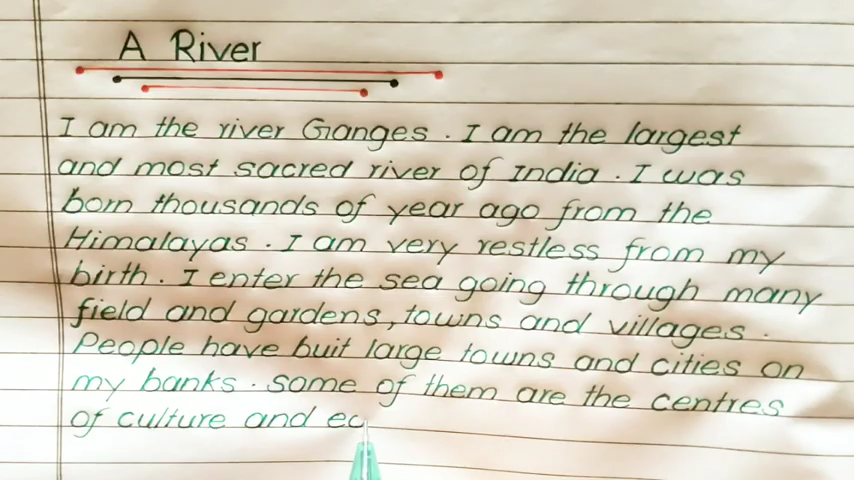 A River
I am the river Ganges . I am the largest
and most sacred river of India . I was
born thousands of year ago from the
Himalayas . I am very restless from my
birth . I enter the sea going through many
field and gardens, towns and villages .
People have buit large towns and cities on
my banks . some of them are the centres
of culture and ec